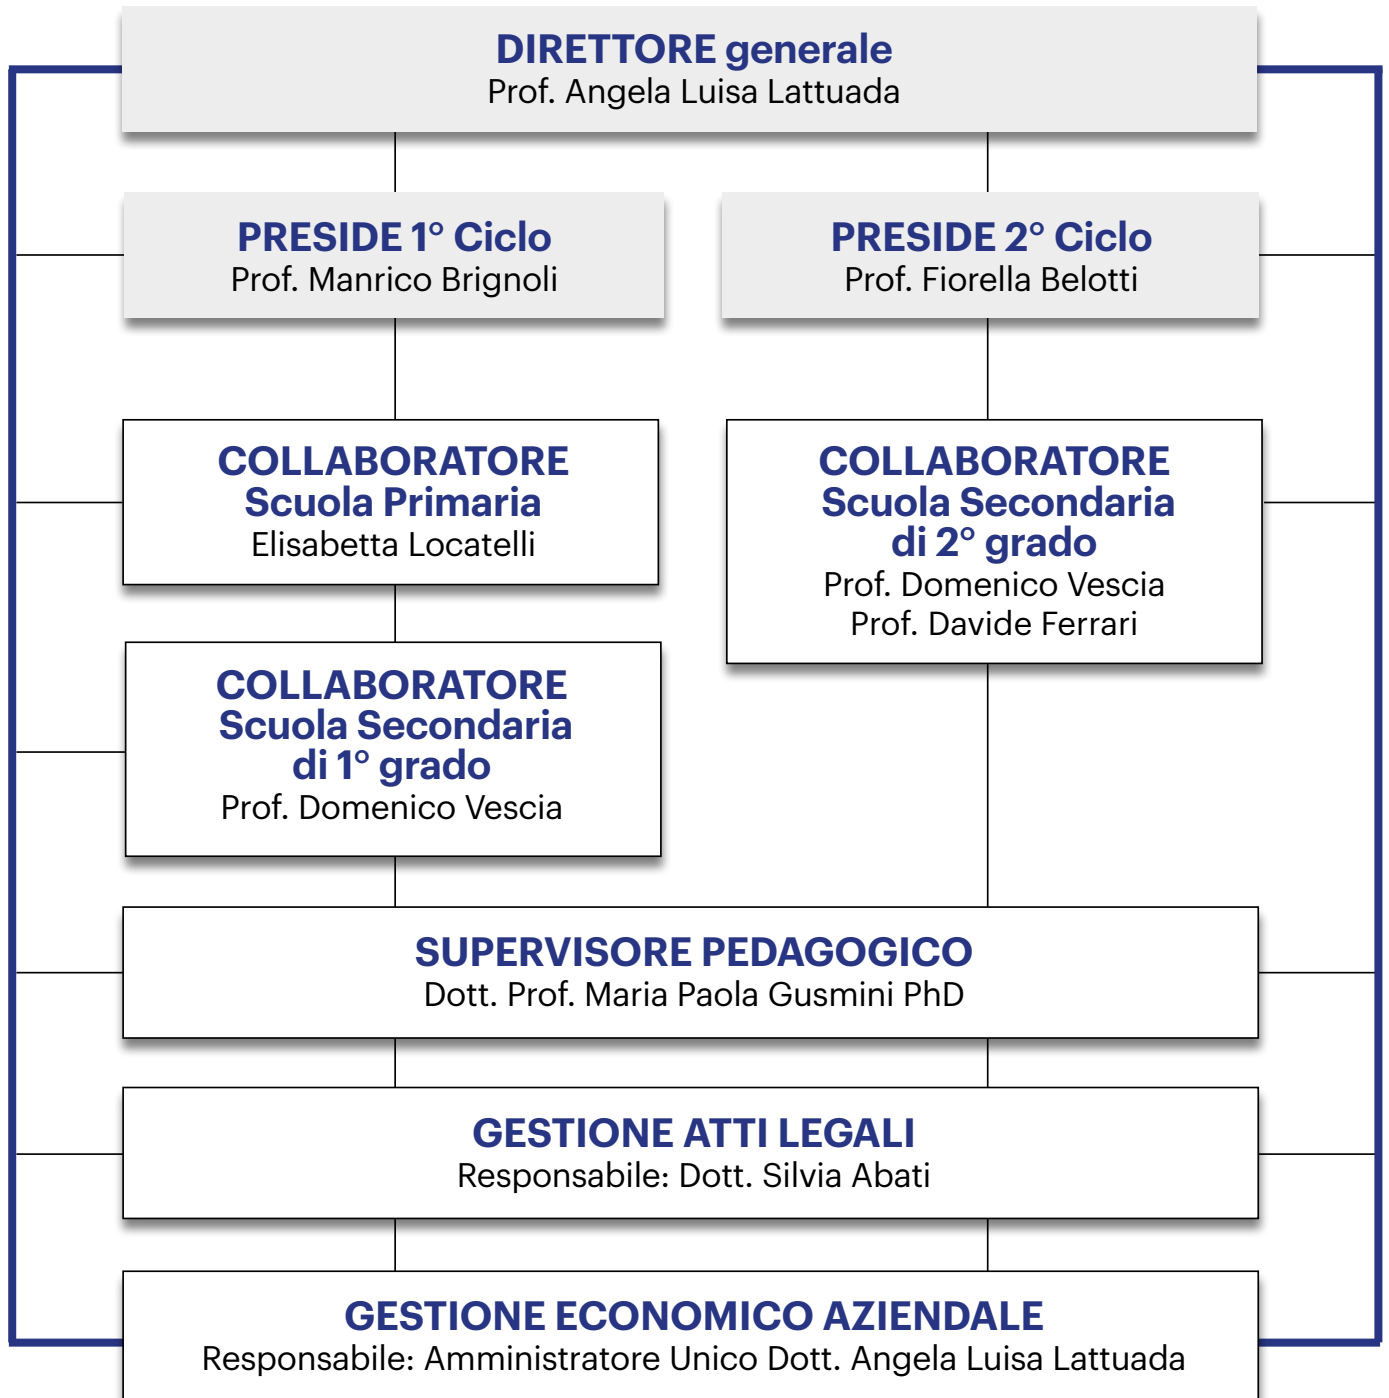 DIRETTORE generale
Prof. Angela Luisa Lattuada
PRESIDE 1° Ciclo
Prof. Manrico Brignoli
PRESIDE 2° Ciclo
Prof. Fiorella Belotti
COLLABORATORE
Scuola Primaria
Elisabetta Locatelli
COLLABORATORE
Scuola Secondaria
di 2° grado
Prof. Domenico Vescia
Prof. Davide Ferrari
COLLABORATORE
Scuola Secondaria
di 1° grado
Prof. Domenico Vescia
SUPERVISORE PEDAGOGICO
Dott. Prof. Maria Paola Gusmini PhD
GESTIONE ATTI LEGALI
Responsabile: Dott. Silvia Abati
GESTIONE ECONOMICO AZIENDALE
Responsabile: Amministratore Unico Dott. Angela Luisa Lattuada